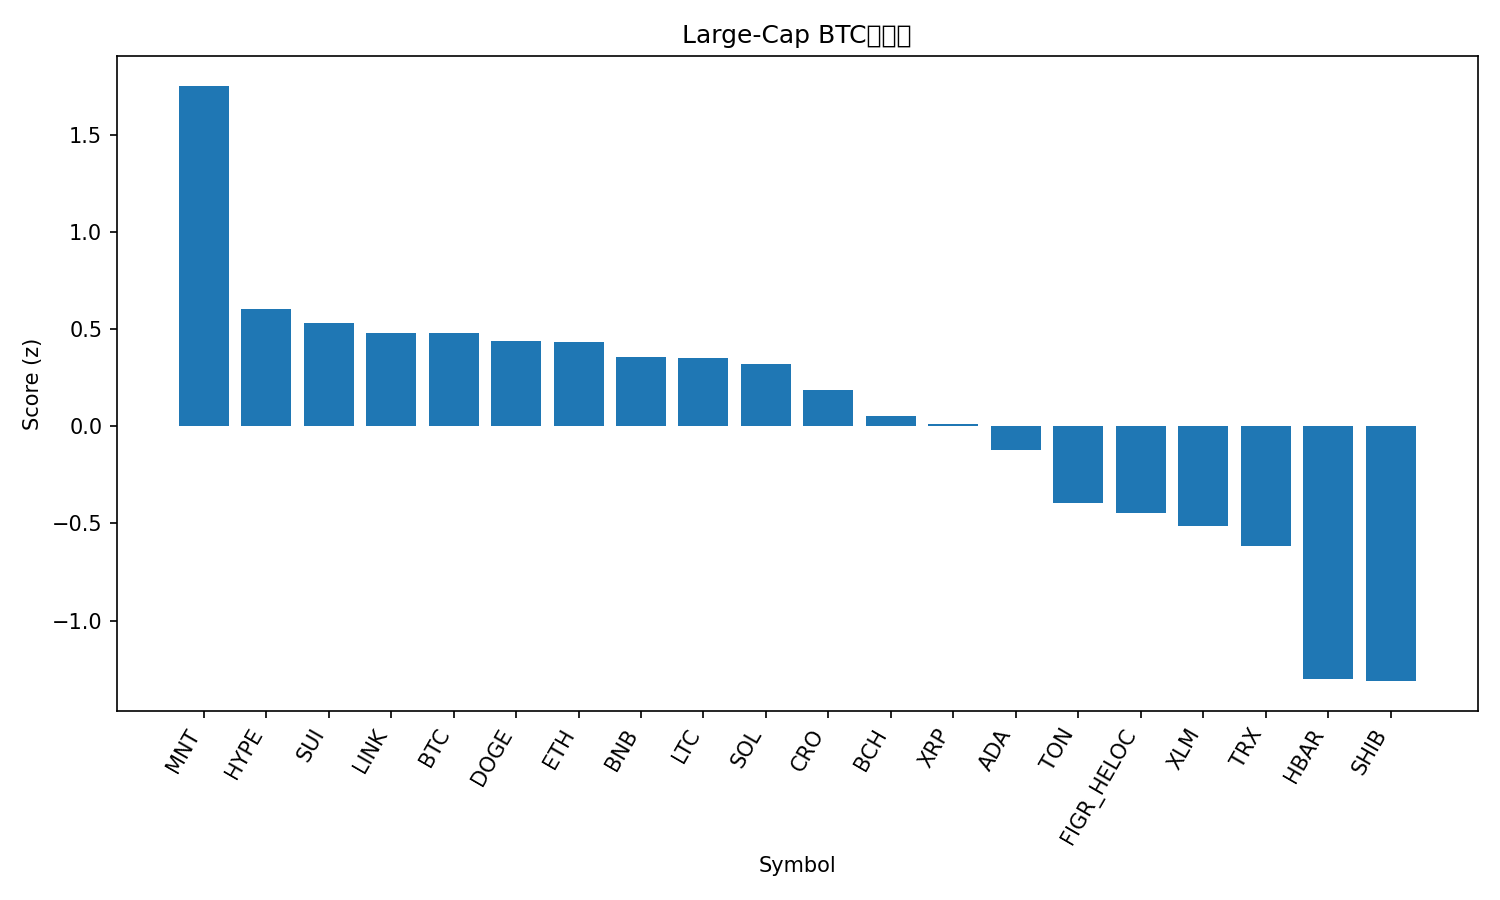 Large-Cap BTC
Score (z)
1.5
1.0
0.5
0.0
−0.5
−1.0
MNT
HYPE
SUI
LINK
BTC
DOGE
ETH
BNB
LTC
SOL
CRO
BCH
XRP
ADA
TON
FIGR_HELOC
XLM
TRX
HBAR
SHIB
Symbol